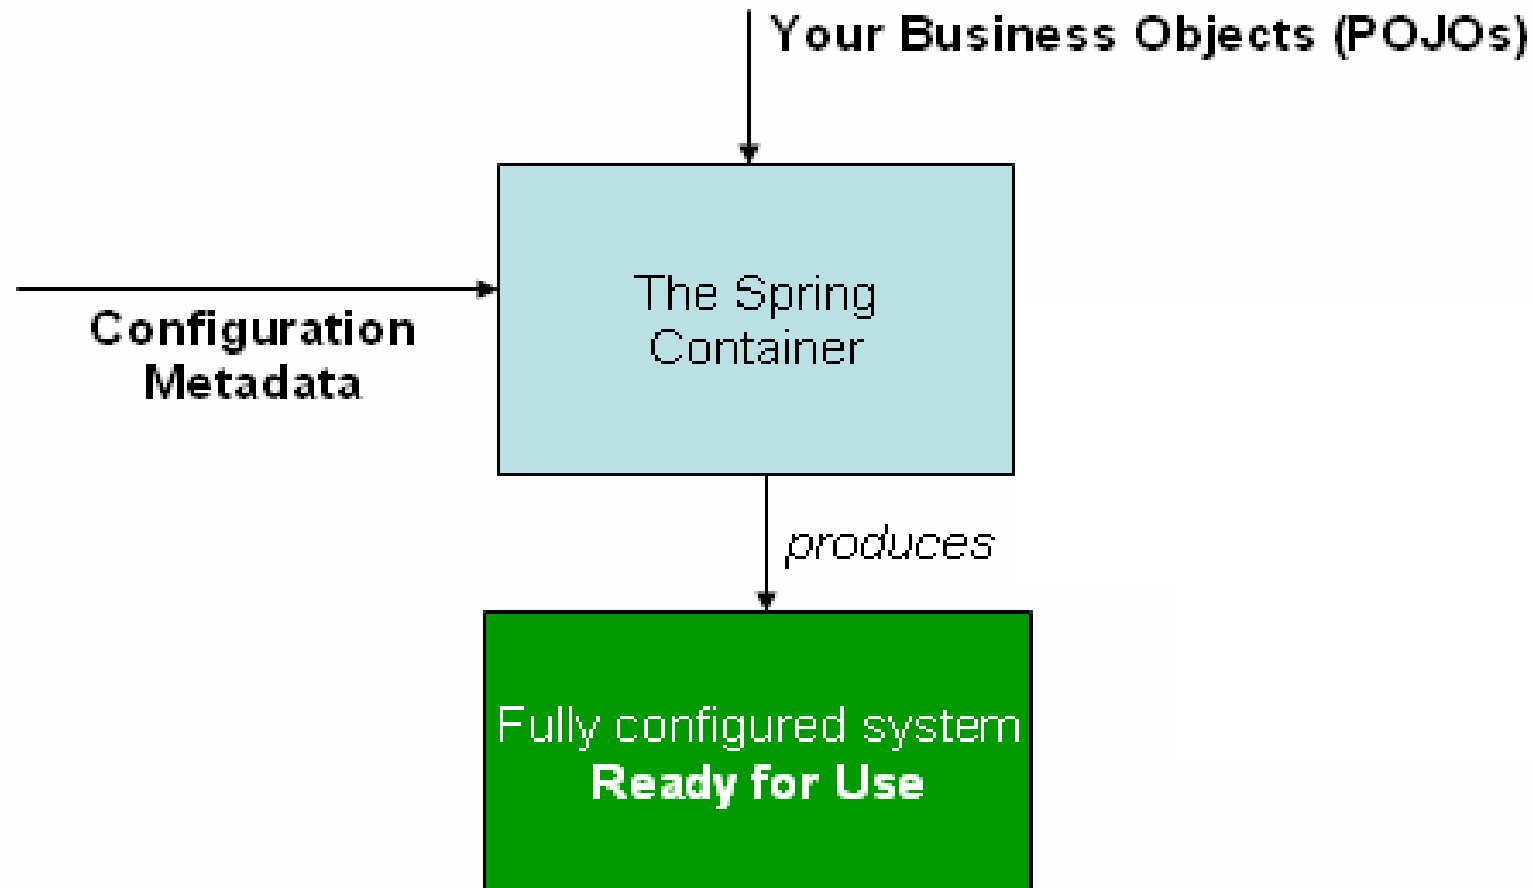 Your Business Objects (POJOs)
The Spring
Container
Configuration
Metadata
produces
Fully configured system
Ready for Use